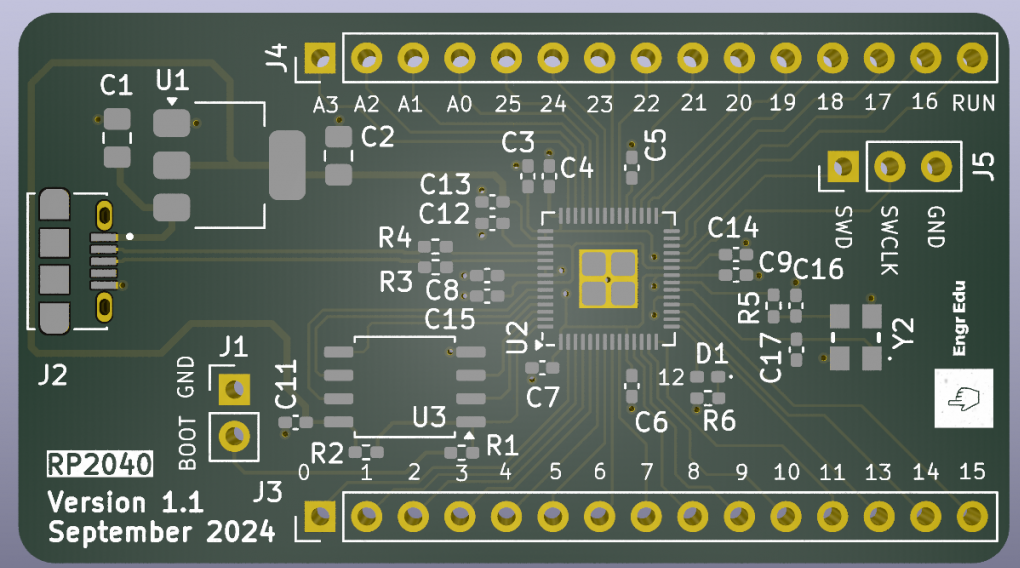 J4
A3 A2 A1 A0 25 24 23 22 21 20 19 18 17 16 RUN
C1
U1
C2
C3
C4
C5
J5
SWD
SWCLK
GND
C13
C12
R4
R3
C8
C15
C14
C9
C16
R5
C17
Y2
Engr Edu
U2
J2
J1
GND
BOOT
C11
U3
R2
R1
C7
C6
12
D1
R6
RP2040
Version 1.1
September 2024
J3
0 1 2 3 4 5 6 7 8 9 10 11 13 14 15